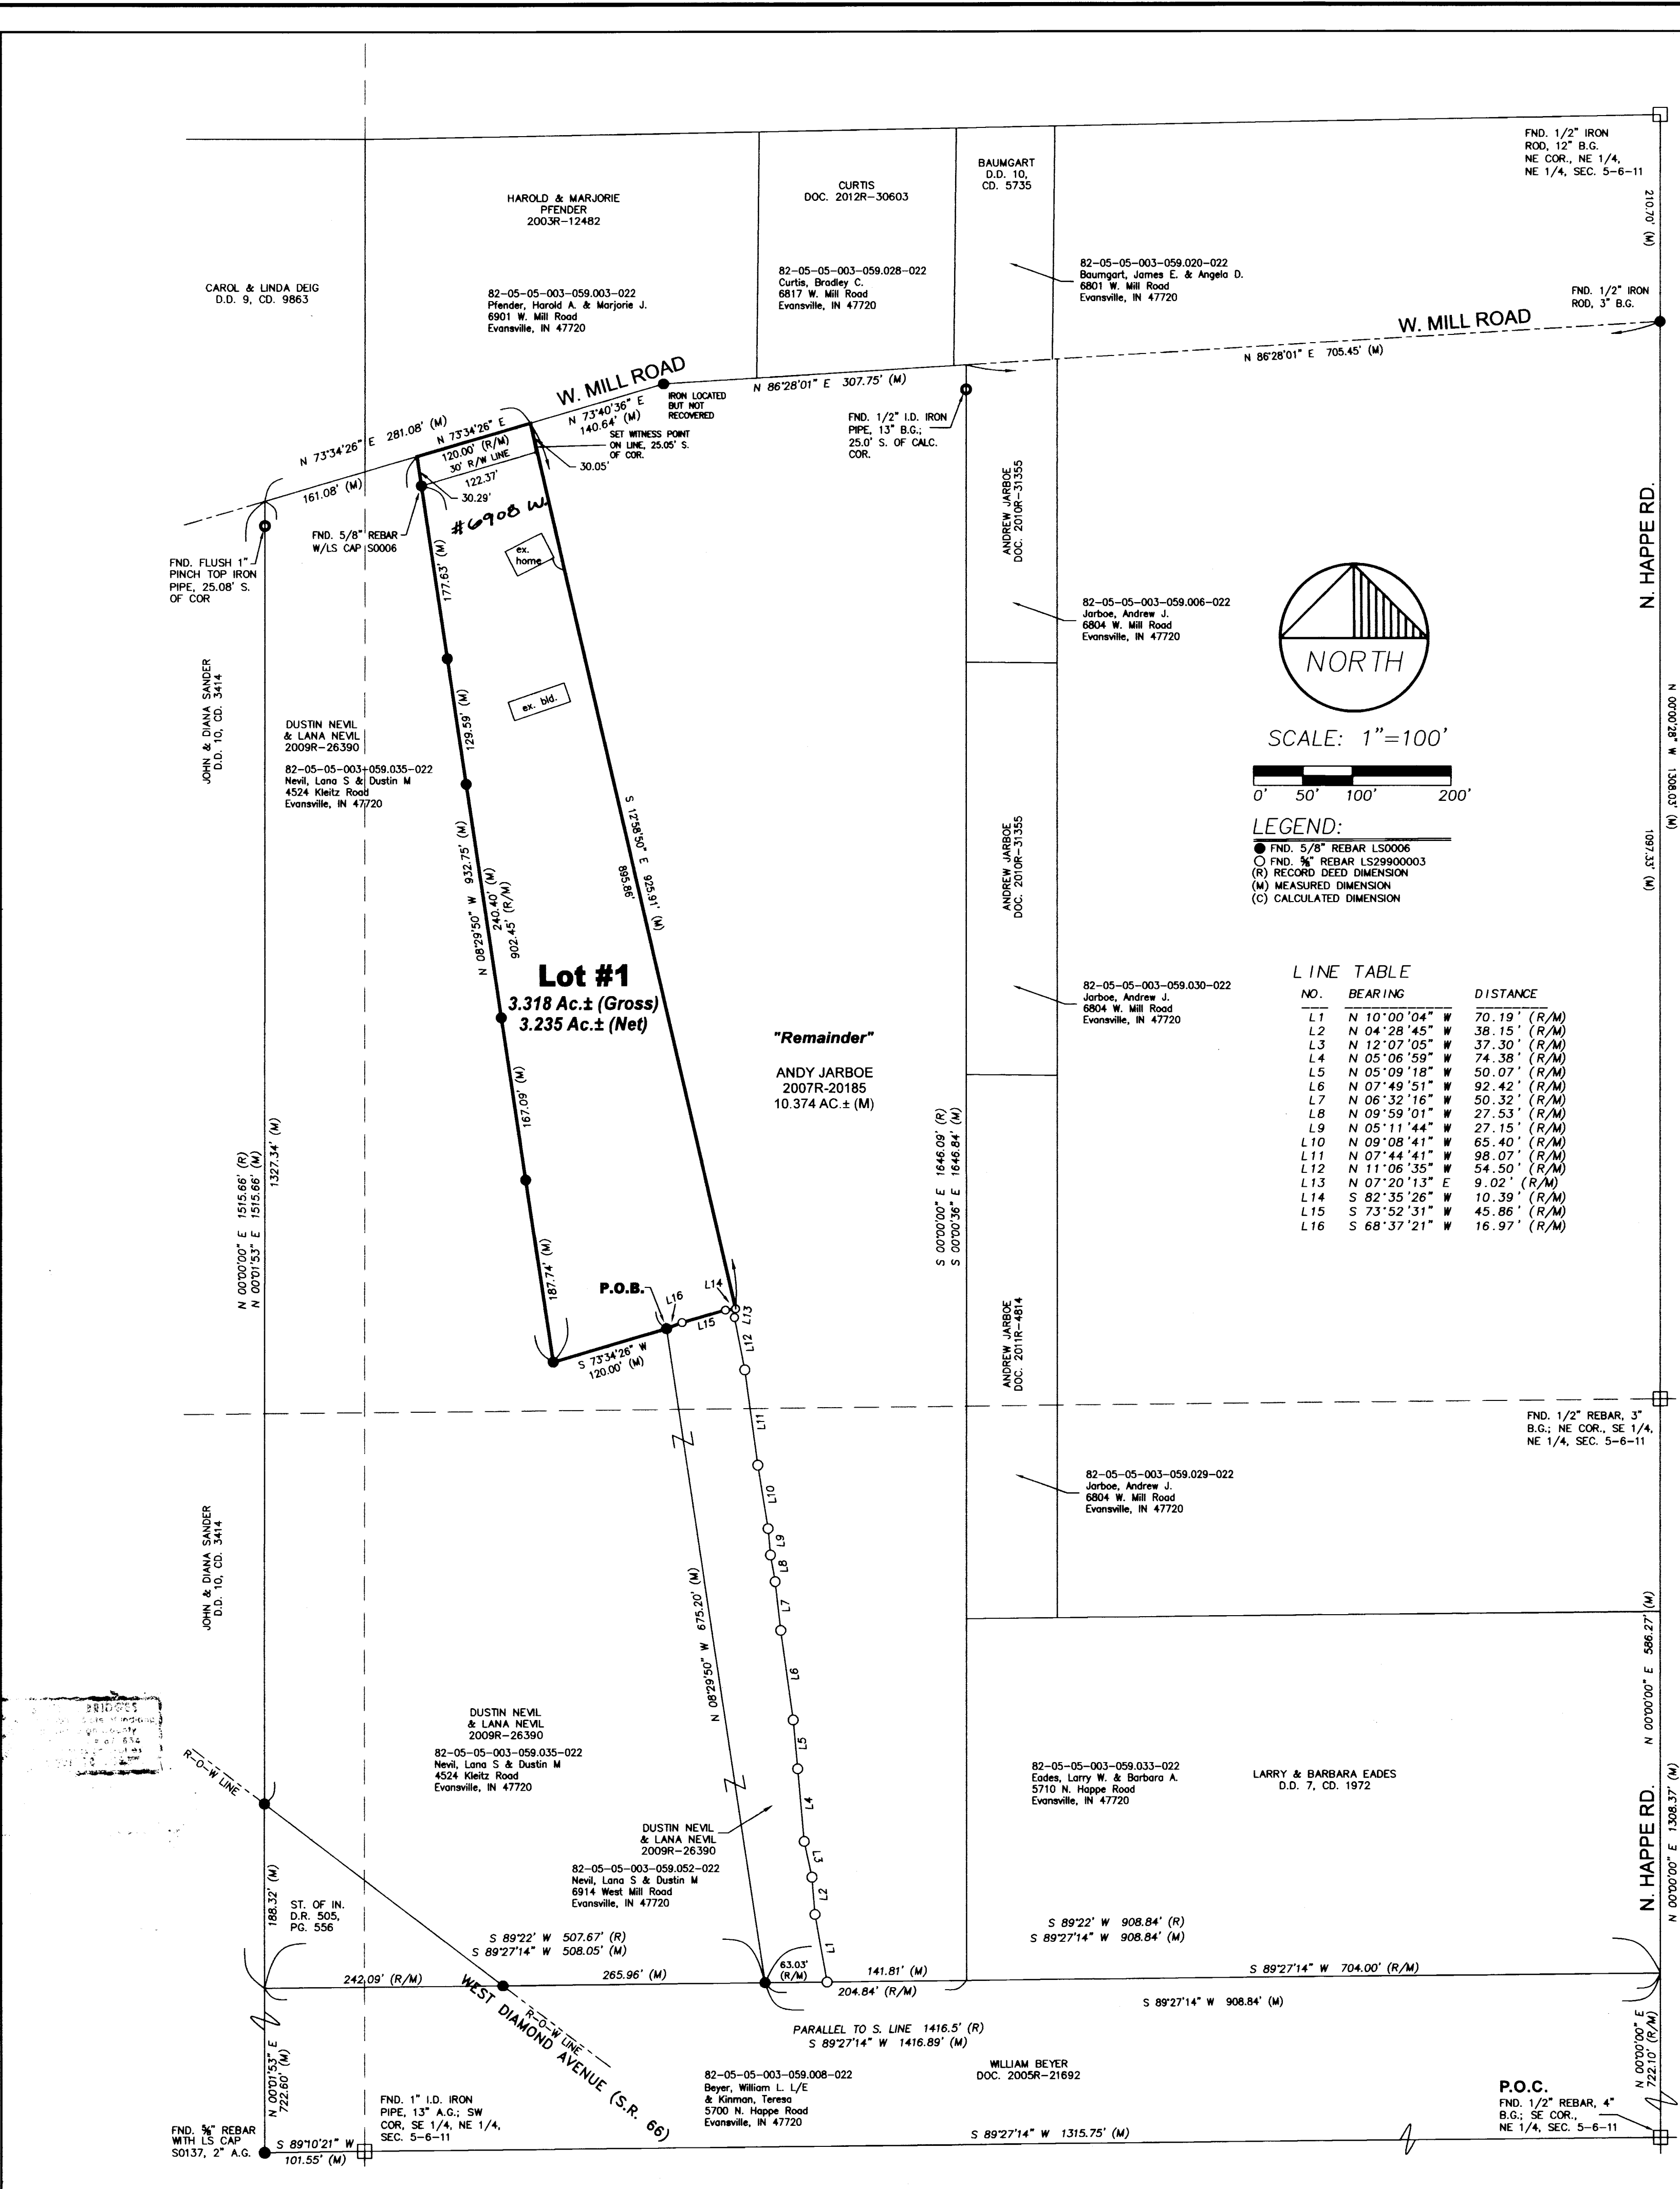 FND. 1/2" IRON
ROD, 12" B.G.
NE COR., NE 1/4,
NE 1/4, SEC. 5-6-11
210.70' (M)
BAUMGART
D.D. 10,
CD. 5735
CURTIS
DOC. 2012R-30603
HAROLD & MARJORIE
PFENDER
2003R-12482
CAROL & LINDA DEIG
D.D. 9, CD. 9863
82-05-05-003-059.003-022
Pfender, Harold A. & Marjorie J.
6901 W. Mill Road
Evansville, IN 47720
82-05-05-003-059.028-022
Curtis, Bradley C.
6817 W. Mill Road
Evansville, IN 47720
82-05-05-003-059.020-022
Baumgart, James E. & Angela D.
6801 W. Mill Road
Evansville, IN 47720
FND. 1/2" IRON
ROD, 3" B.G.
W. MILL ROAD
N 86°28'01" E 705.45' (M)
W. MILL ROAD
N 86°28'01" E 307.75' (M)
N 73°40'36" E
140.64' (M)
IRON LOCATED
BUT NOT
RECOVERED
SET WITNESS POINT
ON LINE, 25.05' S.
OF COR.
30.05'
FND. 1/2" I.D. IRON
PIPE, 13" B.G.;
25.0' S. OF CALC.
COR.
N 73°34'26" E 281.08' (M)
N 73°34'26" E
120.00' (R/M)
30' R/W LINE
122.37'
30.29'
161.08' (M)
#6908 W.
FND. 5/8" REBAR
W/LS CAP S0006
FND. FLUSH 1"
PINCH TOP IRON
PIPE, 25.08' S.
OF COR
ex.
home
ex. bld.
177.63' (M)
129.59' (M)
ANDREW JARBOE
DOC. 2010R-31355
82-05-05-003-059.006-022
Jarboe, Andrew J.
6804 W. Mill Road
Evansville, IN 47720
N. HAPPE RD.
N 00°00'28" W 1308.03' (M)
1097.33' (M)
NORTH
SCALE: 1"=100'
0' 50' 100' 200'
LEGEND:
FND. 5/8" REBAR LS0006
FND. ⅝" REBAR LS29900003
(R) RECORD DEED DIMENSION
(M) MEASURED DIMENSION
(C) CALCULATED DIMENSION
JOHN & DIANA SANDER
D.D. 10, CD. 3414
DUSTIN NEVIL
& LANA NEVIL
2009R-26390
82-05-05-003-059.035-022
Nevil, Lana S & Dustin M
4524 Kleitz Road
Evansville, IN 47720
N 08°29'50" W 932.75' (M)
240.40' (M)
902.45' (R/M)
S 12°58'50" E 925.91' (M)
895.86'
ANDREW JARBOE
DOC. 2010R-31355
82-05-05-003-059.030-022
Jarboe, Andrew J.
6804 W. Mill Road
Evansville, IN 47720
Lot #1
3.318 Ac.± (Gross)
3.235 Ac.± (Net)
"Remainder"
ANDY JARBOE
2007R-20185
10.374 AC.± (M)
LINE TABLE
NO. BEARING DISTANCE
L1 N 10°00'04" W 70.19' (R/M)
L2 N 04°28'45" W 38.15' (R/M)
L3 N 12°07'05" W 37.30' (R/M)
L4 N 05°06'59" W 74.38' (R/M)
L5 N 05°09'18" W 50.07' (R/M)
L6 N 07°49'51" W 92.42' (R/M)
L7 N 06°32'16" W 50.32' (R/M)
L8 N 09°59'01" W 27.53' (R/M)
L9 N 05°11'44" W 27.15' (R/M)
L10 N 09°08'41" W 65.40' (R/M)
L11 N 07°44'41" W 98.07' (R/M)
L12 N 11°06'35" W 54.50' (R/M)
L13 N 07°20'13" E 9.02' (R/M)
L14 S 82°35'26" W 10.39' (R/M)
L15 S 73°52'31" W 45.86' (R/M)
L16 S 68°37'21" W 16.97' (R/M)
167.09' (M)
187.74' (M)
N 00°00'00" E 1515.66' (R)
N 00°01'53" E 1515.66' (M)
1327.34' (M)
S 00°00'00" E 1646.09' (R)
S 00°00'36" E 1646.84' (M)
P.O.B.
L16
L15
L14
L13
L12
S 73°34'26" W
120.00' (M)
ANDREW JARBOE
DOC. 2011R-4814
L11
FND. 1/2" REBAR, 3"
B.G.; NE COR., SE 1/4,
NE 1/4, SEC. 5-6-11
82-05-05-003-059.029-022
Jarboe, Andrew J.
6804 W. Mill Road
Evansville, IN 47720
L10
L9
L8
L7
L6
L5
L4
L3
L2
L1
JOHN & DIANA SANDER
D.D. 10, CD. 3414
N 08°29'50" W 675.20' (M)
N 00°00'00" E 586.27' (M)
BRIDGES
R-O-W LINE
DUSTIN NEVIL
& LANA NEVIL
2009R-26390
82-05-05-003-059.035-022
Nevil, Lana S & Dustin M
4524 Kleitz Road
Evansville, IN 47720
DUSTIN NEVIL
& LANA NEVIL
2009R-26390
82-05-05-003-059.052-022
Nevil, Lana S & Dustin M
6914 West Mill Road
Evansville, IN 47720
82-05-05-003-059.033-022
Eades, Larry W. & Barbara A.
5710 N. Happe Road
Evansville, IN 47720
LARRY & BARBARA EADES
D.D. 7, CD. 1972
N. HAPPE RD.
N 00°00'00" E 1308.37' (M)
188.32' (M)
ST. OF IN.
D.R. 505,
PG. 556
S 89°22' W 507.67' (R)
S 89°27'14" W 508.05' (M)
S 89°22' W 908.84' (R)
S 89°27'14" W 908.84' (M)
242.09' (R/M)
265.96' (M)
63.03'
(R/M)
141.81' (M)
204.84' (R/M)
S 89°27'14" W 704.00' (R/M)
S 89°27'14" W 908.84' (M)
R-O-W LINE
WEST DIAMOND AVENUE (S.R. 66)
PARALLEL TO S. LINE 1416.5' (R)
S 89°27'14" W 1416.89' (M)
N 00°01'53" E
722.60' (M)
N 00°00'00" E
722.10' (R/M)
WILLIAM BEYER
DOC. 2005R-21692
82-05-05-003-059.008-022
Beyer, William L. L/E
& Kinman, Teresa
5700 N. Happe Road
Evansville, IN 47720
P.O.C.
FND. 1/2" REBAR, 4"
B.G.; SE COR.,
NE 1/4, SEC. 5-6-11
FND. 1" I.D. IRON
PIPE, 13" A.G.; SW
COR, SE 1/4, NE 1/4,
SEC. 5-6-11
FND. ⅝" REBAR
WITH LS CAP
S0137, 2" A.G.
S 89°10'21" W
101.55' (M)
S 89°27'14" W 1315.75' (M)